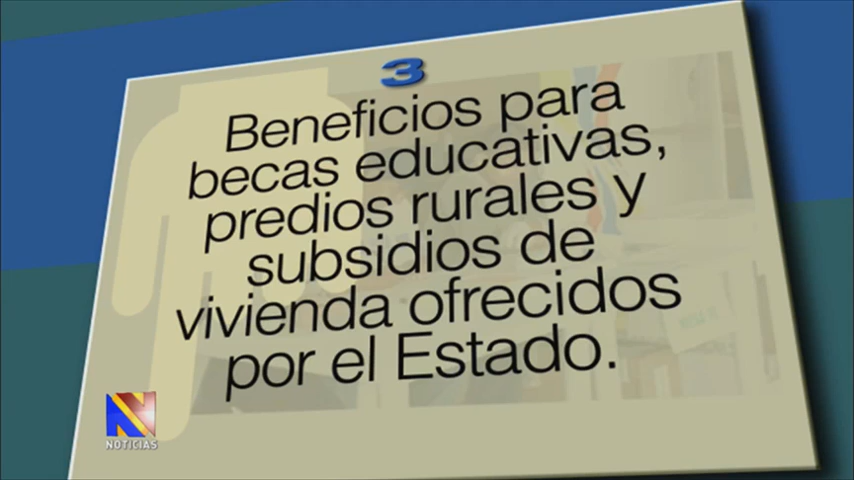 3
Beneficios para
becas educativas,
predios rurales y
subsidios de
vivienda ofrecidos
por el Estado.
N
NOTICIAS